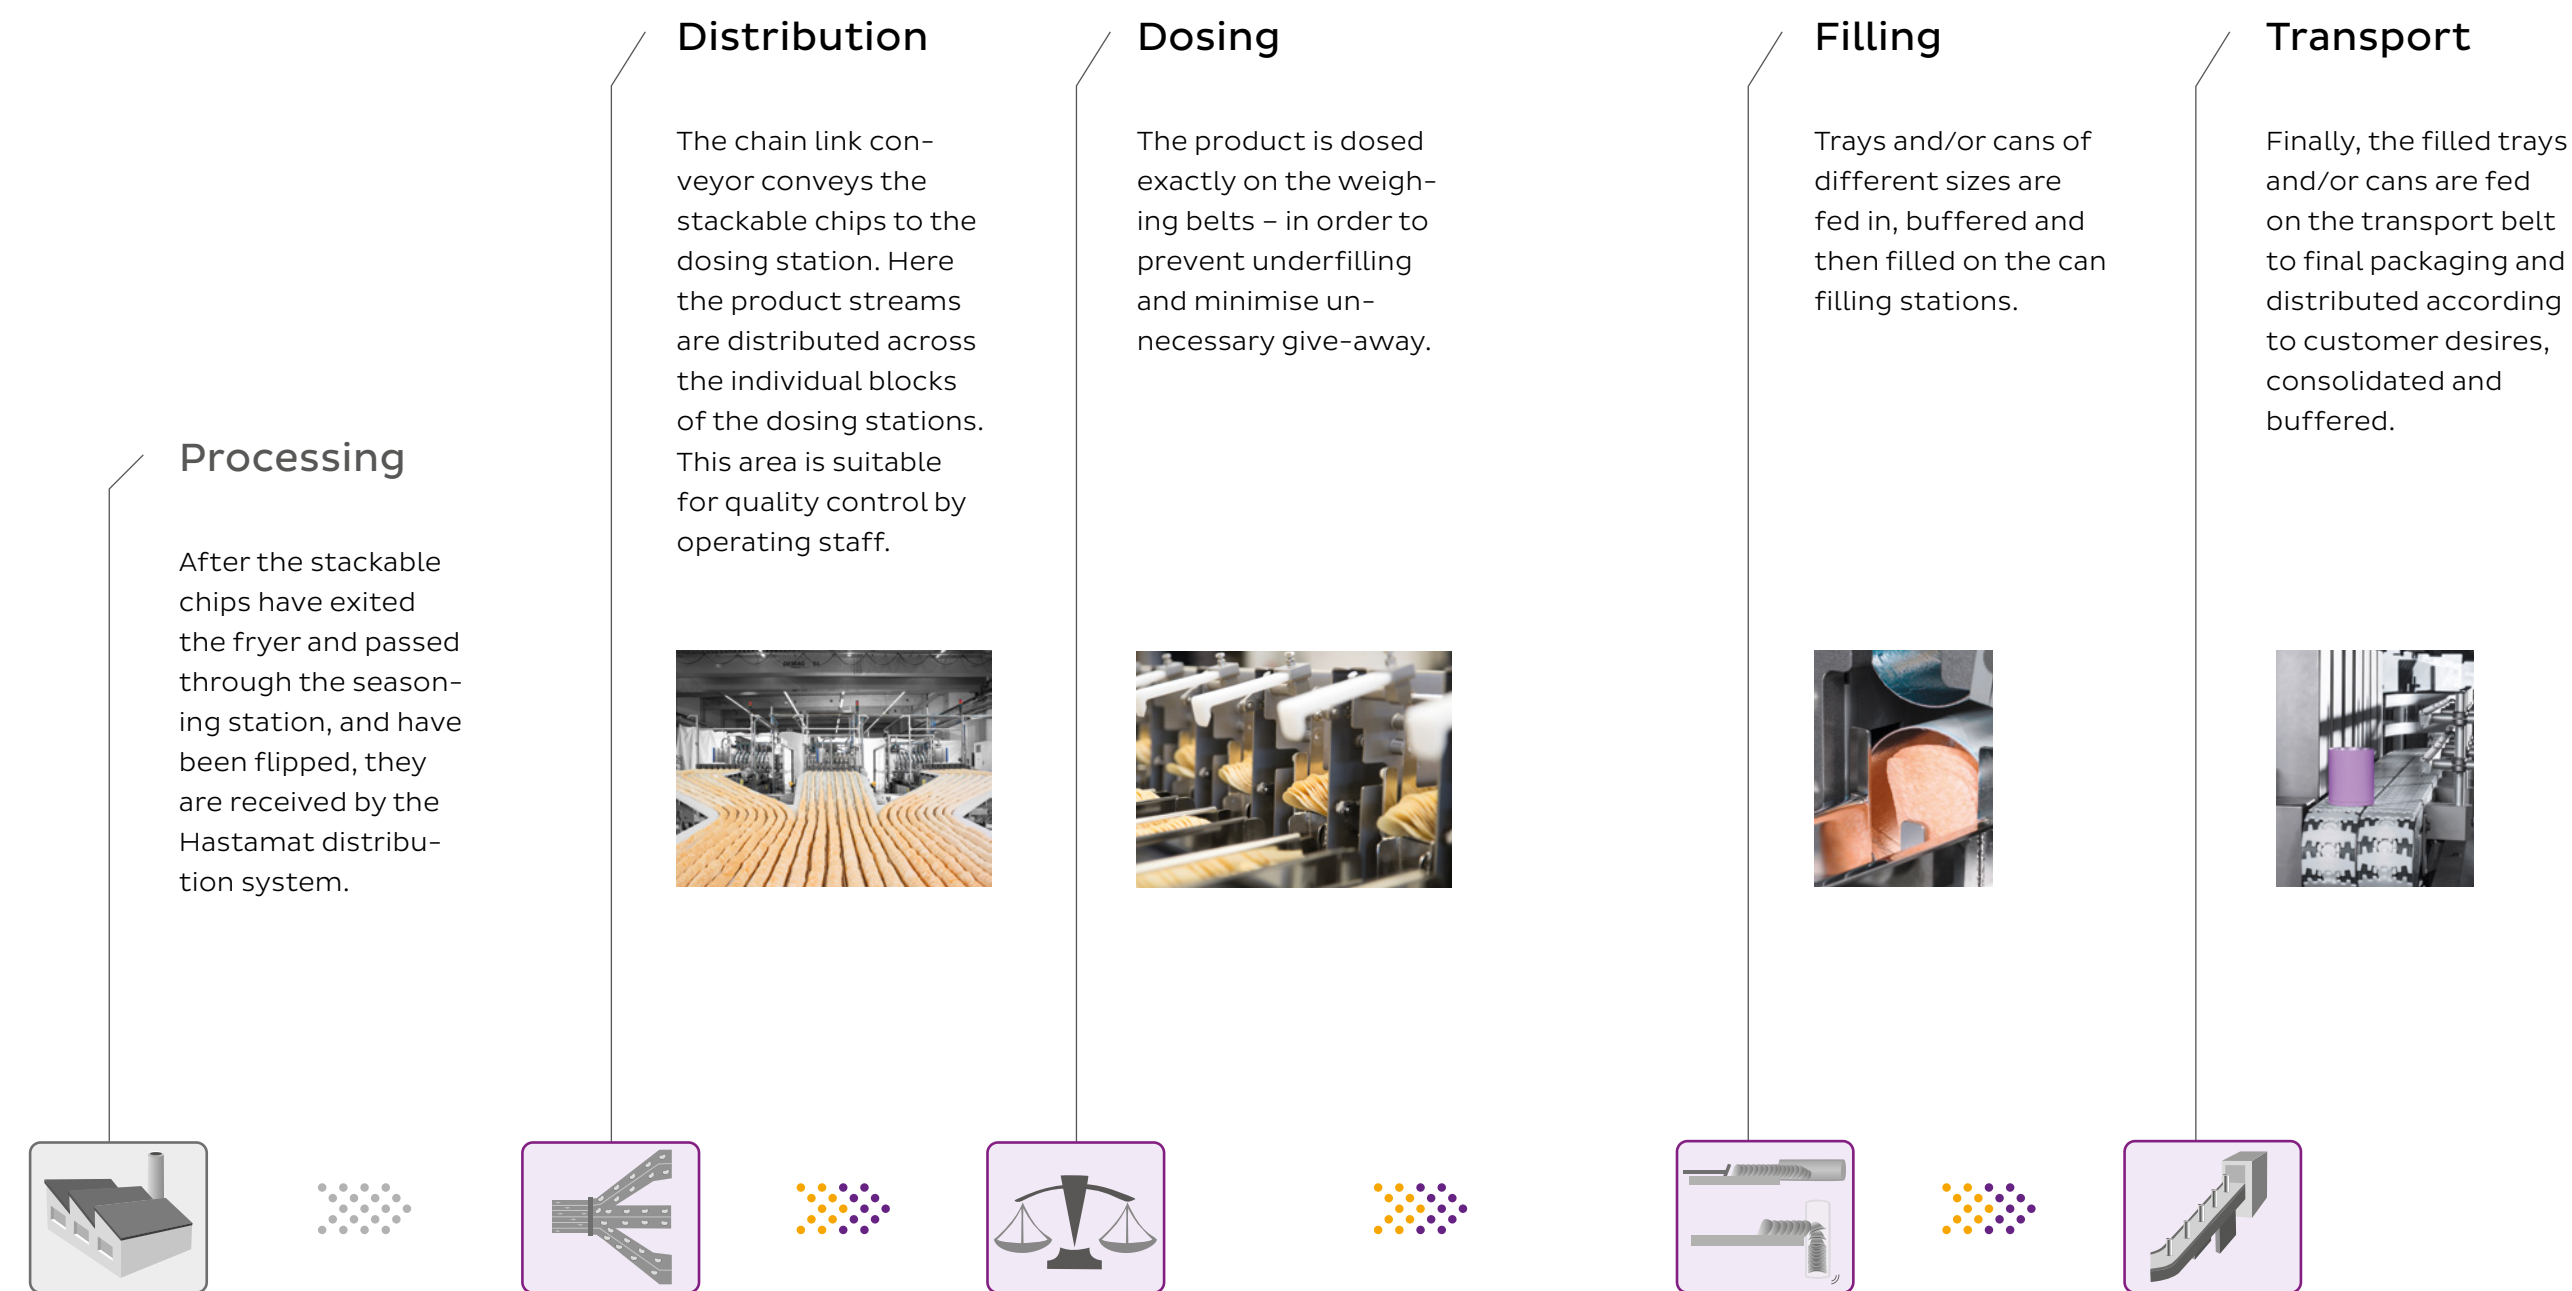 Processing
After the stackable
chips have exited
the fryer and passed
through the season-
ing station, and have
been flipped, they
are received by the
Hastamat distribu-
tion system.
Distribution
The chain link con-
veyor conveys the
stackable chips to the
dosing station. Here
the product streams
are distributed across
the individual blocks
of the dosing stations.
This area is suitable
for quality control by
operating staff.
Dosing
The product is dosed
exactly on the weigh-
ing belts – in order to
prevent underfilling
and minimise un-
necessary give-away.
Filling
Trays and/or cans of
different sizes are
fed in, buffered and
then filled on the can
filling stations.
Transport
Finally, the filled trays
and/or cans are fed
on the transport belt
to final packaging and
distributed according
to customer desires,
consolidated and
buffered.